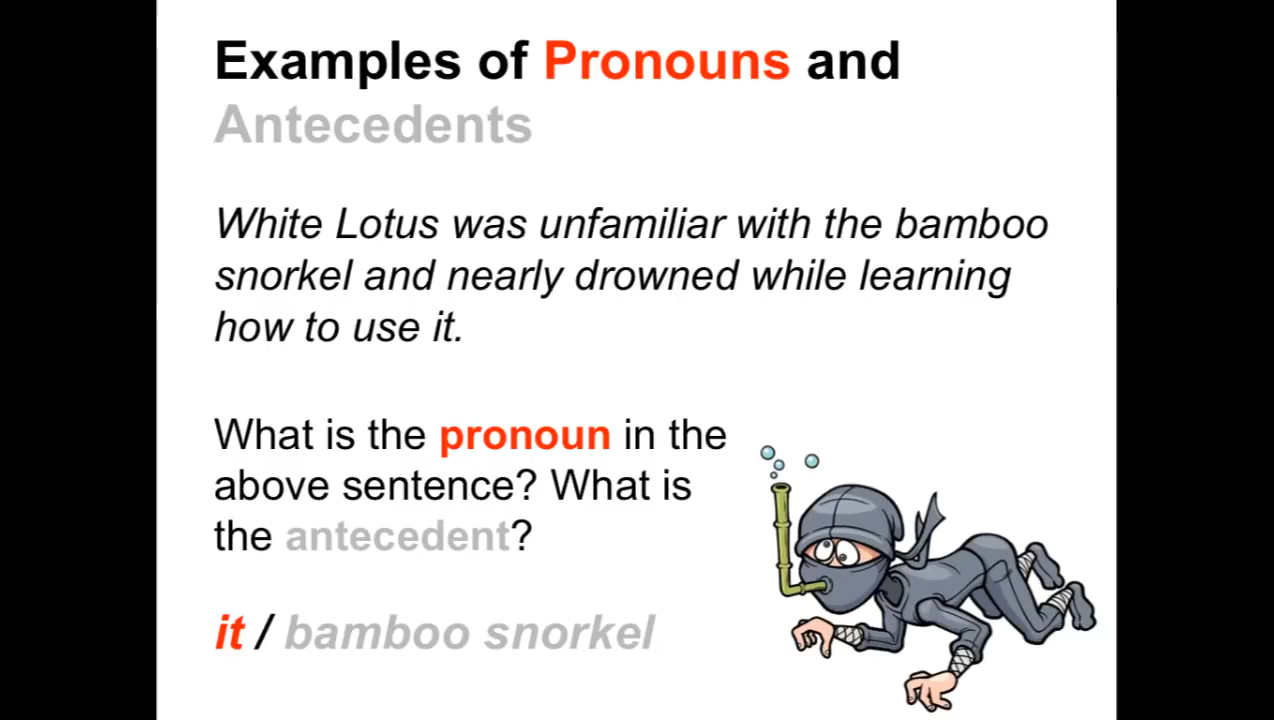 Examples of Pronouns and
Antecedents
White Lotus was unfamiliar with the bamboo
snorkel and nearly drowned while learning
how to use it.
What is the pronoun in the
above sentence? What is
the antecedent?
it / bamboo snorkel